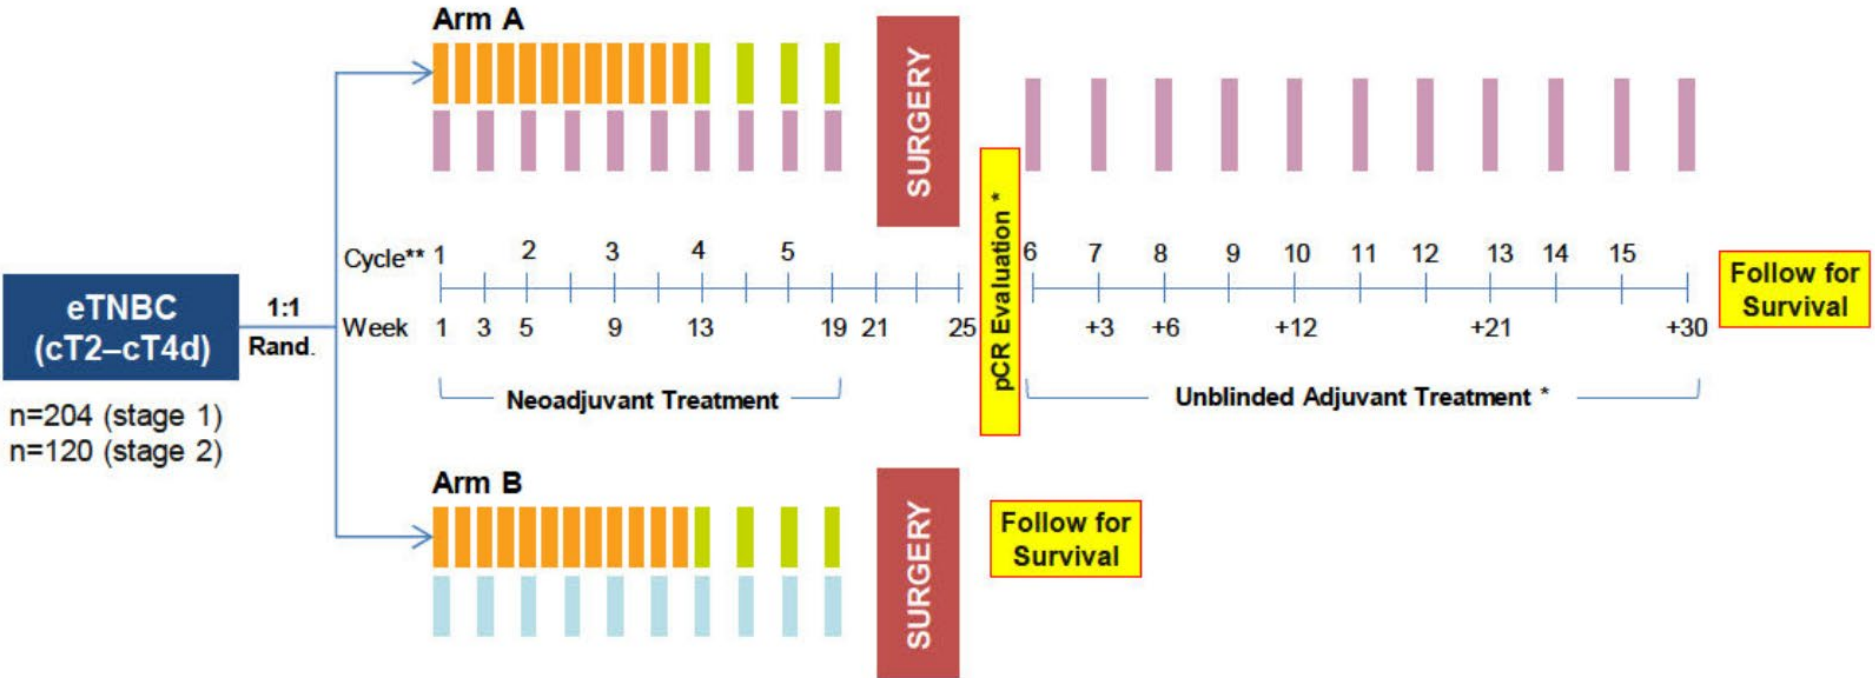 Arm A
SURGERY
Cycle** 1 2 3 4 5 6 7 8 9 10 11 12 13 14 15
eTNBC
(cT2–cT4d)
1:1
Rand.
Week 1 3 5 9 13 19 21 25 +3 +6 +12 +21 +30
pCR Evaluation *
Follow for
Survival
Neoadjuvant Treatment
Unblinded Adjuvant Treatment *
n=204 (stage 1)
n=120 (stage 2)
Arm B
SURGERY
Follow for
Survival